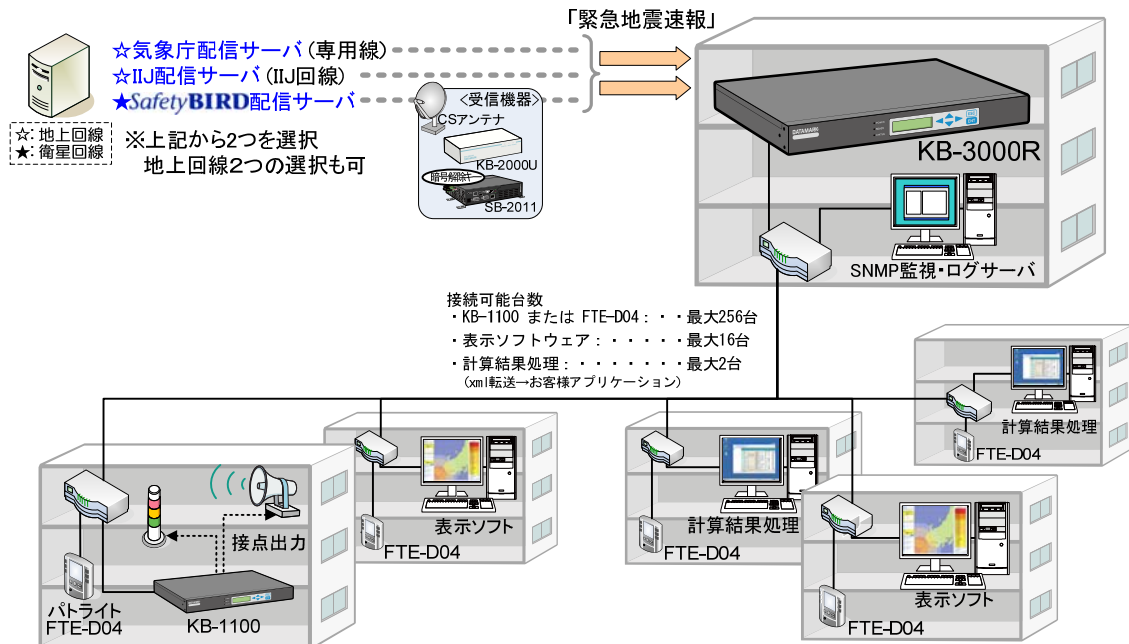 「緊急地震速報」
☆気象庁配信サーバ (専用線)
☆IIJ配信サーバ (IIJ回線)
★SafetyBIRD配信サーバ
☆: 地上回線
★: 衛星回線
※上記から2つを選択
地上回線2つの選択も可
<受信機器>
CSアンテナ
KB-2000U
暗号解除キー
SB-2011
DATAMARK
KB-3000R
SNMP監視・ログサーバ
接続可能台数
・KB-1100 または FTE-D04：・・最大256台
・表示ソフトウェア：・・・・・最大16台
・計算結果処理：・・・・・・・最大2台
(xml転送→お客様アプリケーション)
計算結果処理
FTE-D04
表示ソフト
FTE-D04
計算結果処理
FTE-D04
接点出力
パトライト
FTE-D04
KB-1100
表示ソフト
FTE-D04